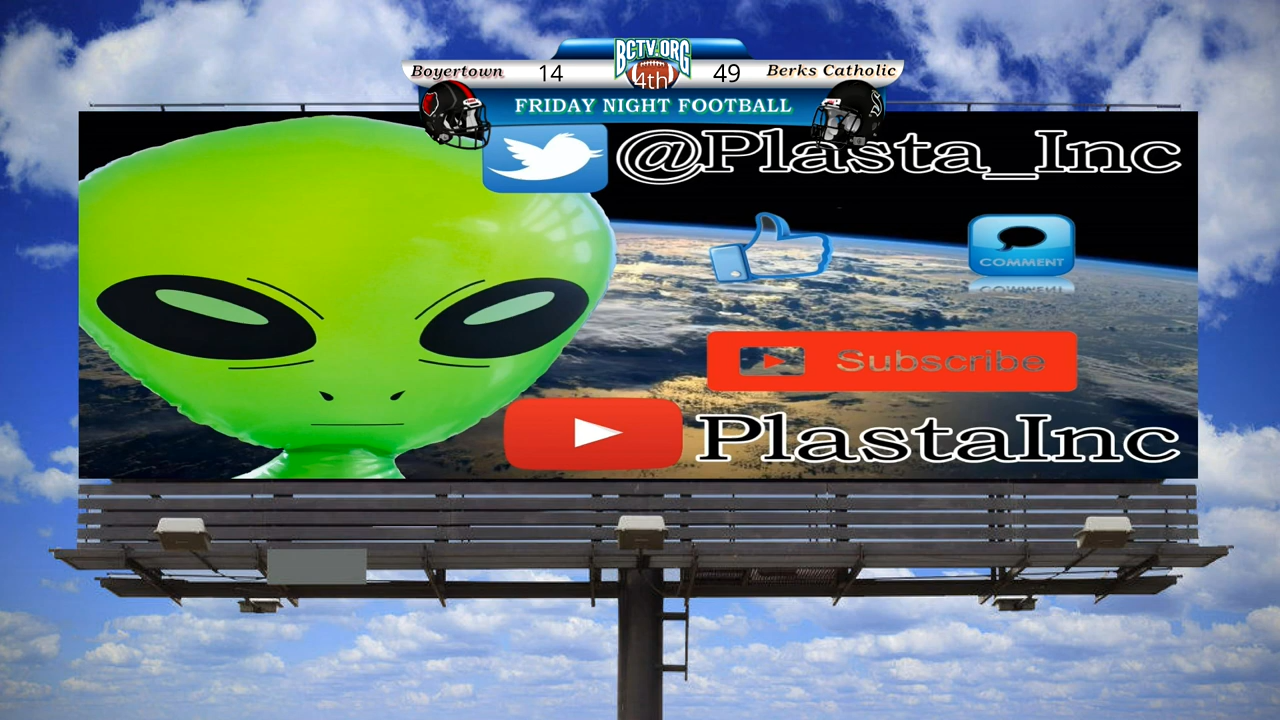 BCTV.ORG
Boyertown 14 4th 49 Berks Catholic
FRIDAY NIGHT FOOTBALL
@Plasta_Inc
COMMENT
Subscribe
PlastaInc